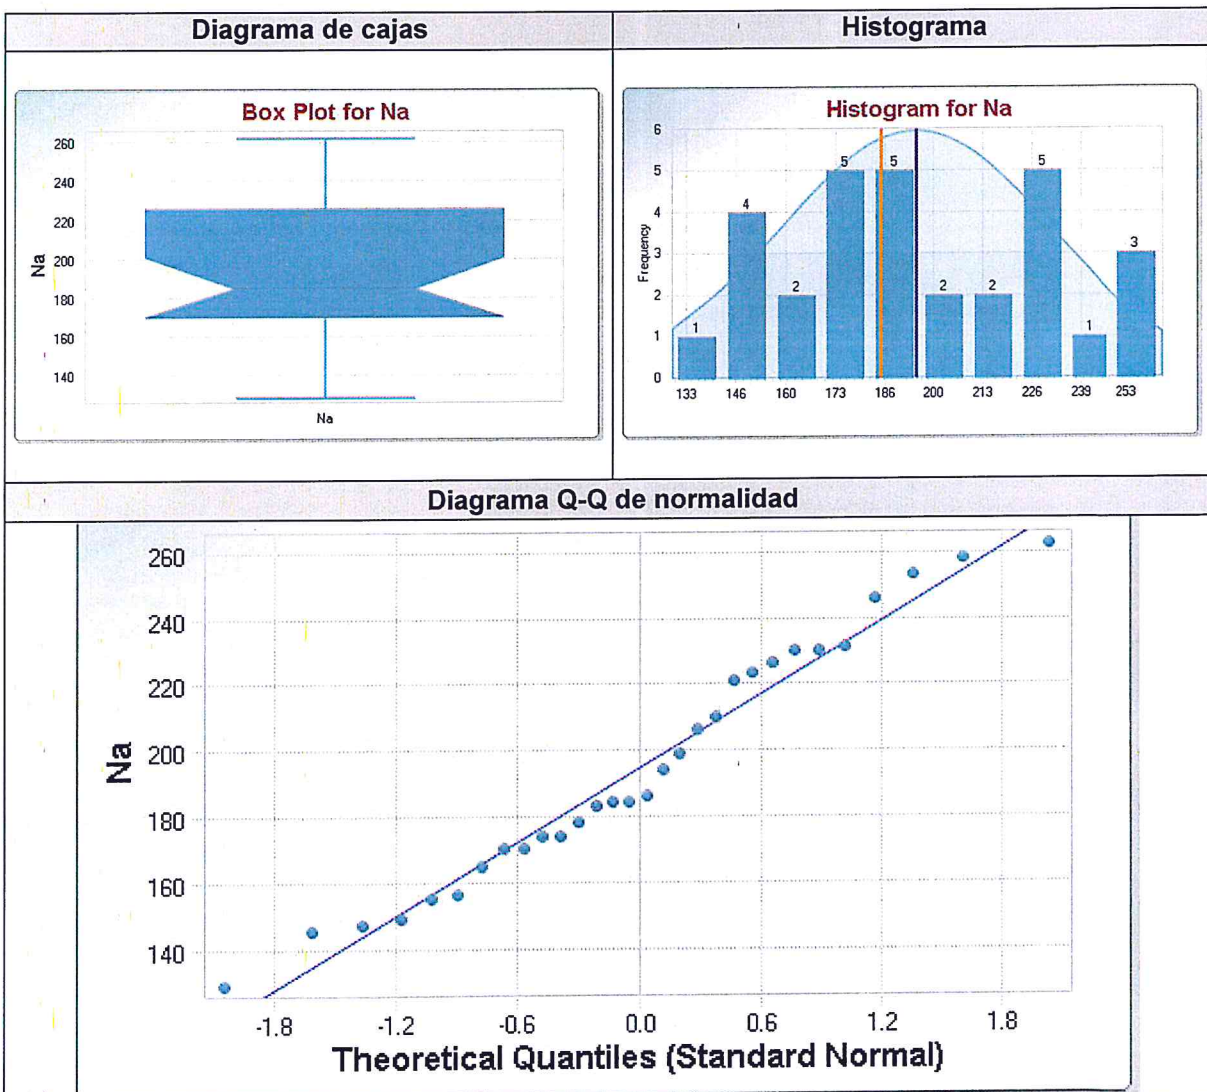 Diagrama de cajas
Histograma
Box Plot for Na
260
240
220
200
180
160
140
Na
Na
Histogram for Na
6
5
4
3
2
1
0
Frequency
1
4
2
5
5
2
2
5
1
3
133 146 160 173 186 200 213 226 239 253
Diagrama Q-Q de normalidad
260
240
220
200
180
160
140
Na
-1.8 -1.2 -0.6 0.0 0.6 1.2 1.8
Theoretical Quantiles (Standard Normal)